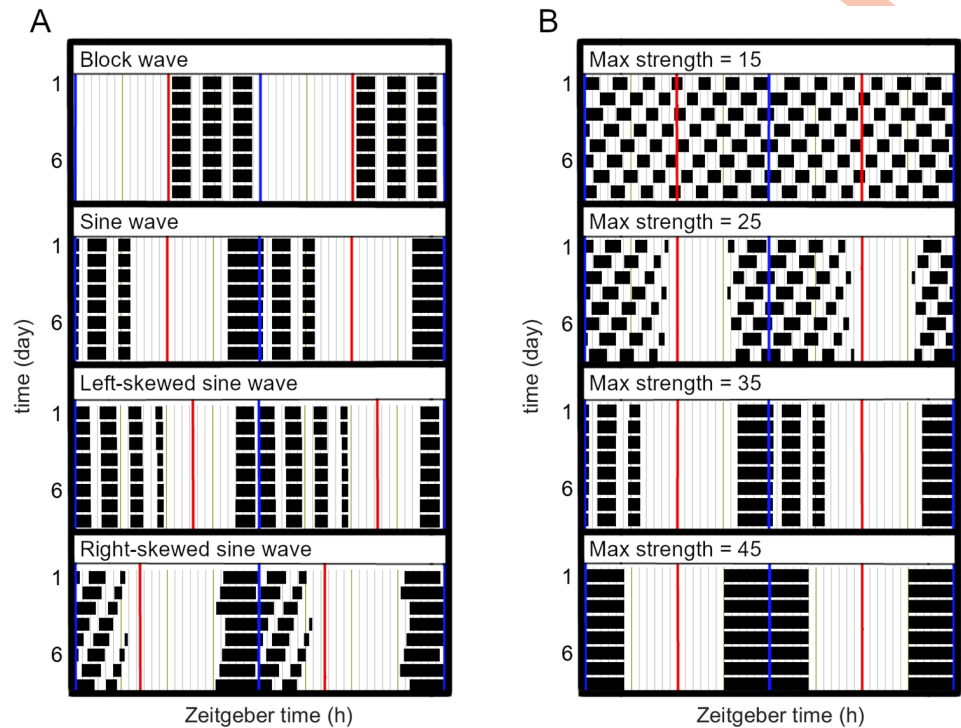 A
B
Block wave
1
6
Sine wave
1
6
Left-skewed sine wave
1
6
Right-skewed sine wave
1
6
time (day)
Zeitgeber time (h)
Max strength = 15
1
6
Max strength = 25
1
6
Max strength = 35
1
6
Max strength = 45
1
6
time (day)
Zeitgeber time (h)